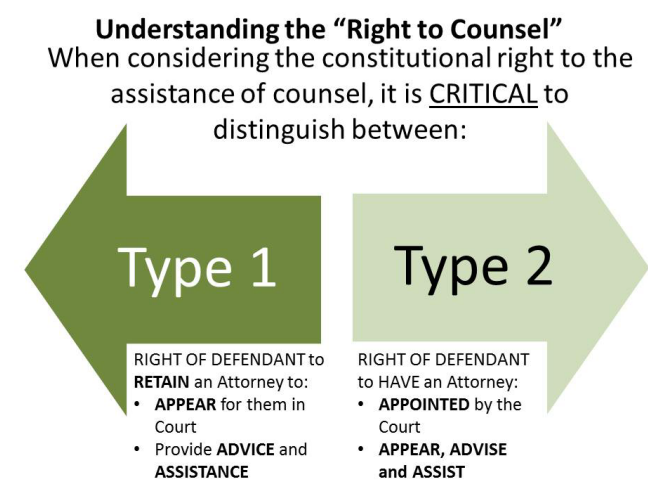 Understanding the “Right to Counsel”
When considering the constitutional right to the
assistance of counsel, it is CRITICAL to
distinguish between:
Type 1
RIGHT OF DEFENDANT to
RETAIN an Attorney to:
• APPEAR for them in
Court
• Provide ADVICE and
ASSISTANCE
Type 2
RIGHT OF DEFENDANT
to HAVE an Attorney:
• APPOINTED by the
Court
• APPEAR, ADVISE
and ASSIST